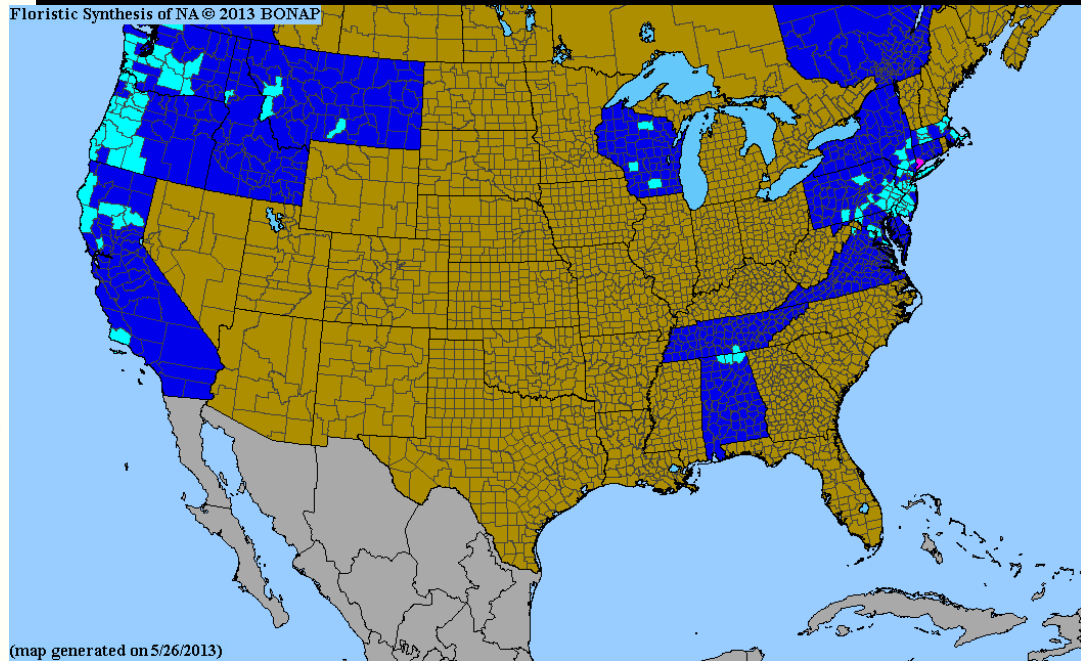 Floristic Synthesis of NA © 2013 BONAP
(map generated on 5/26/2013)